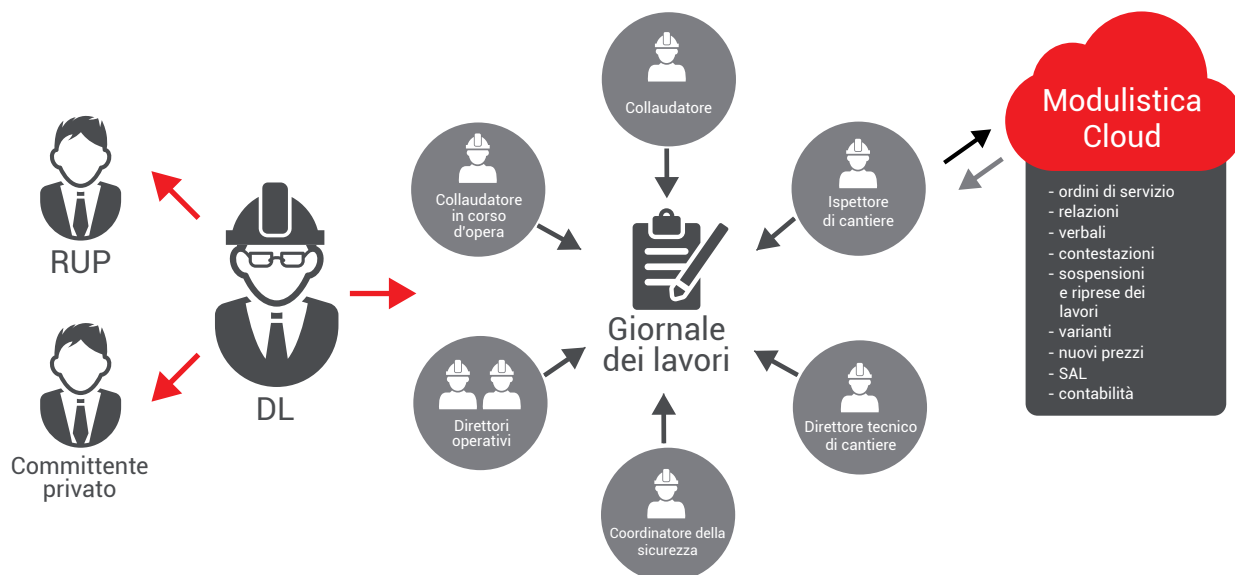 RUP
Committente
privato
DL
Collaudatore
in corso
d'opera
Direttori
operativi
Collaudatore
Giornale
dei lavori
Coordinatore della
sicurezza
Ispettore
di cantiere
Direttore tecnico
di cantiere
Modulistica
Cloud
- ordini di servizio
- relazioni
- verbali
- contestazioni
- sospensioni
e riprese dei
lavori
- varianti
- nuovi prezzi
- SAL
- contabilità